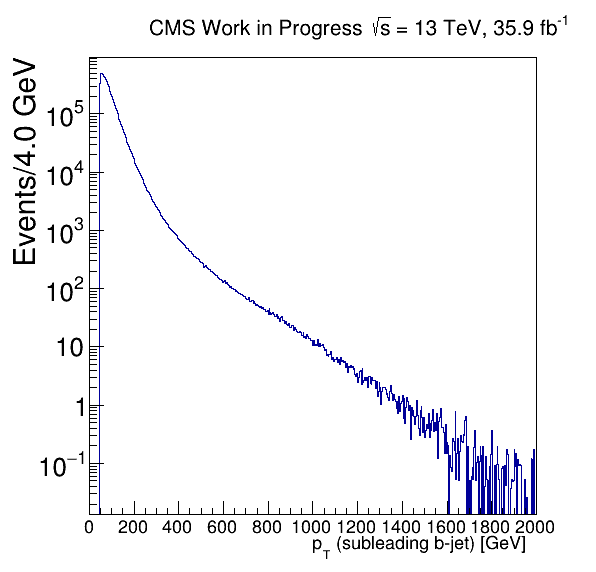 CMS Work in Progress √s = 13 TeV, 35.9 fb⁻¹
Events/4.0 GeV
10⁵
10⁴
10³
10²
10
1
10⁻¹
0 200 400 600 800 1000 1200 1400 1600 1800 2000
p_T (subleading b-jet) [GeV]